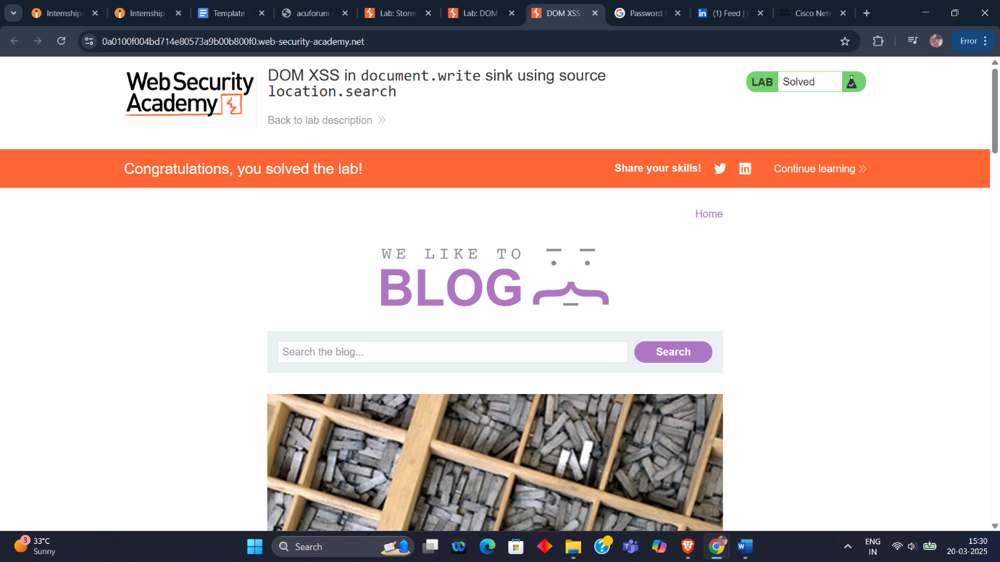 Internships
Internship
Template -
acuforum
Lab: Stored
Lab: DOM
DOM XSS
Password
(1) Feed |
Cisco Netw
0a0100f004bd714e80573a9b00b800f0.web-security-academy.net
Error
Web Security
Academy
DOM XSS in document.write sink using source
location.search
LAB Solved
Back to lab description
Congratulations, you solved the lab!
Share your skills!
Continue learning
Home
WE LIKE TO
BLOG
Search the blog...
Search
3
33°C
Sunny
Search
ENG
IN
15:30
20-03-2025